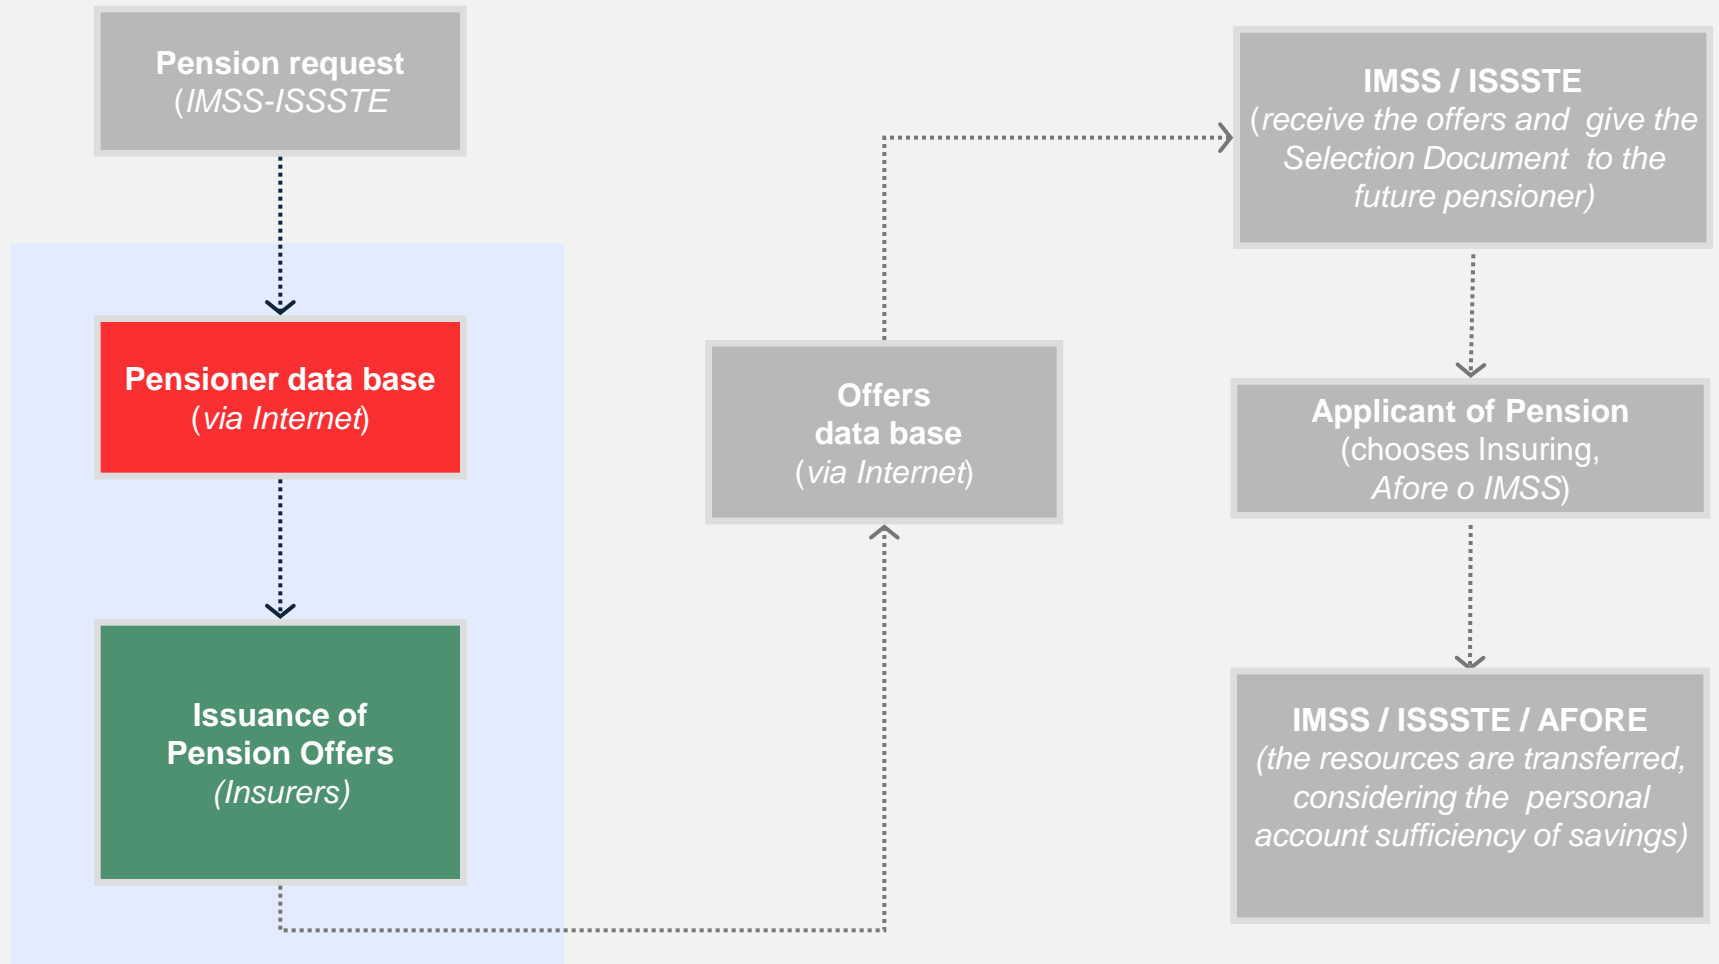 Pension request
(IMSS-ISSSTE
Pensioner data base
(via Internet)
Issuance of
Pension Offers
(Insurers)
Offers
data base
(via Internet)
IMSS / ISSSTE
(receive the offers and give the
Selection Document to the
future pensioner)
Applicant of Pension
(chooses Insuring,
Afore o IMSS)
IMSS / ISSSTE / AFORE
(the resources are transferred,
considering the personal
account sufficiency of savings)